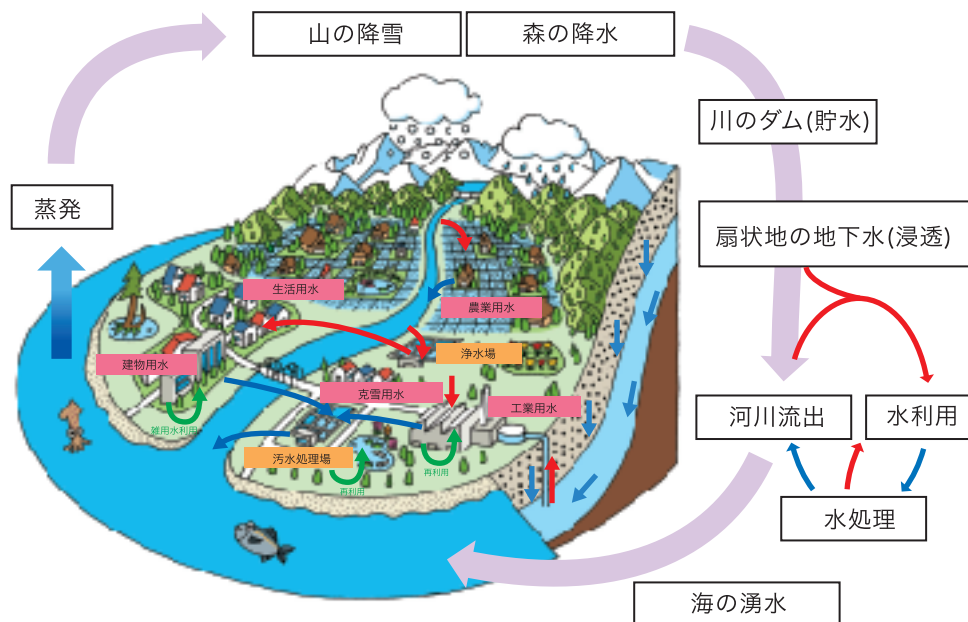 山の降雪
森の降水
川のダム(貯水)
蒸発
扇状地の地下水(浸透)
生活用水
農業用水
浄水場
建物用水
克雪用水
工業用水
河川流出
水利用
雑用水利用
汚水処理場
再利用
再利用
水処理
海の湧水